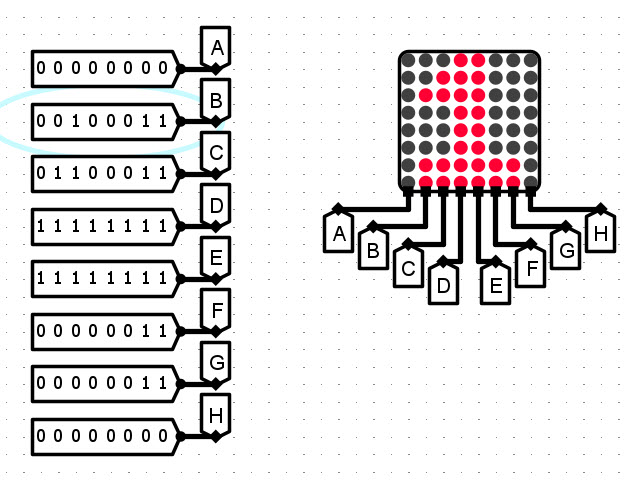 A
0 0 0 0 0 0 0 0
B
0 0 1 0 0 0 1 1
C
0 1 1 0 0 0 1 1
D
1 1 1 1 1 1 1 1
E
1 1 1 1 1 1 1 1
F
0 0 0 0 0 0 1 1
G
0 0 0 0 0 0 1 1
H
0 0 0 0 0 0 0 0
A B C D E F G H